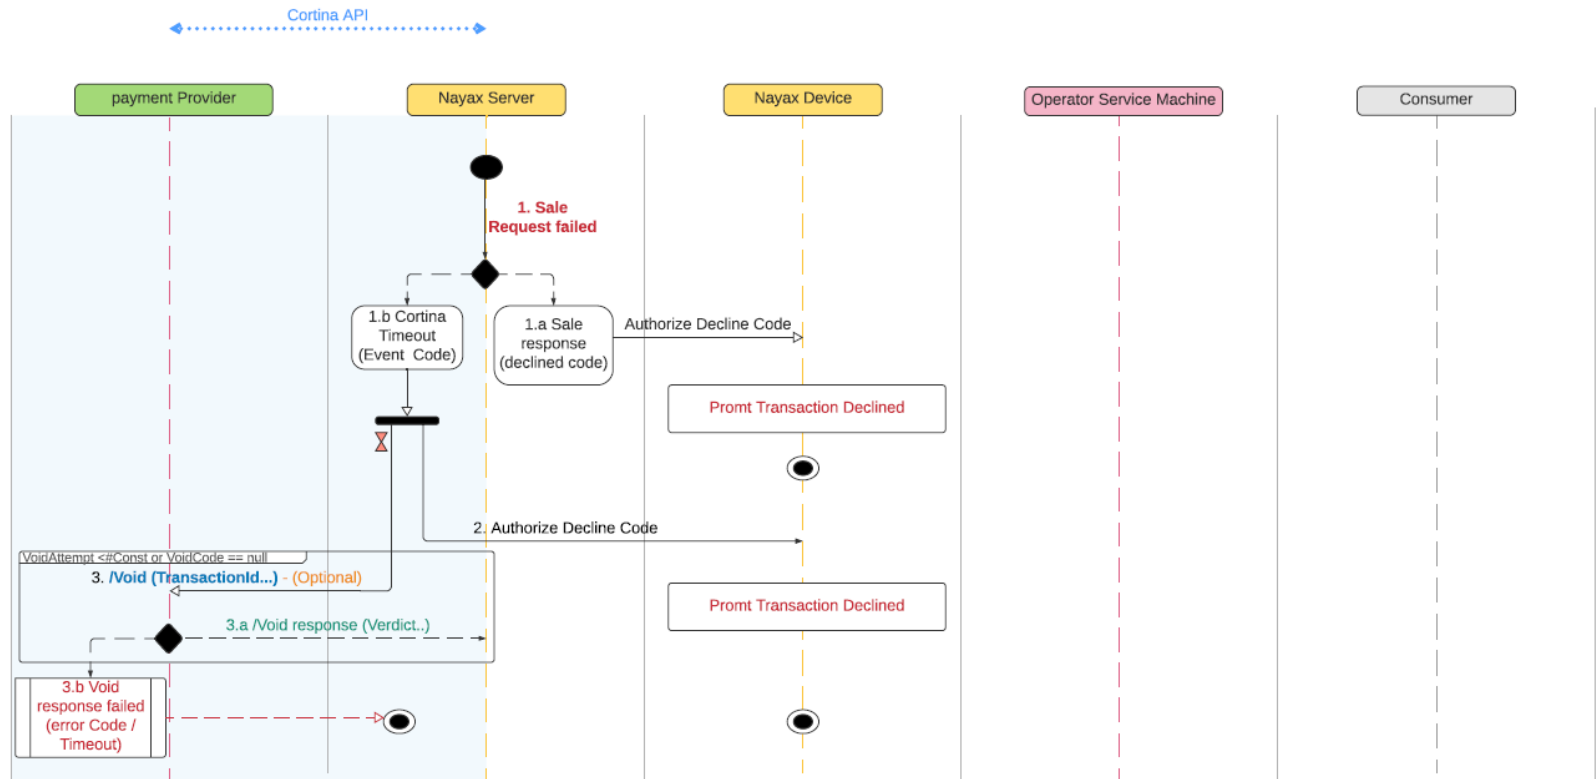 Cortina API
payment Provider
Nayax Server
Nayax Device
Operator Service Machine
Consumer
1. Sale
Request failed
1.b Cortina
Timeout
(Event Code)
1.a Sale
response
(declined code)
Authorize Decline Code
Promt Transaction Declined
2. Authorize Decline Code
VoidAttempt <#Const or VoidCode == null
3. /Void (TransactionId...) - (Optional)
Promt Transaction Declined
3.a /Void response (Verdict..)
3.b Void
response failed
(error Code /
Timeout)